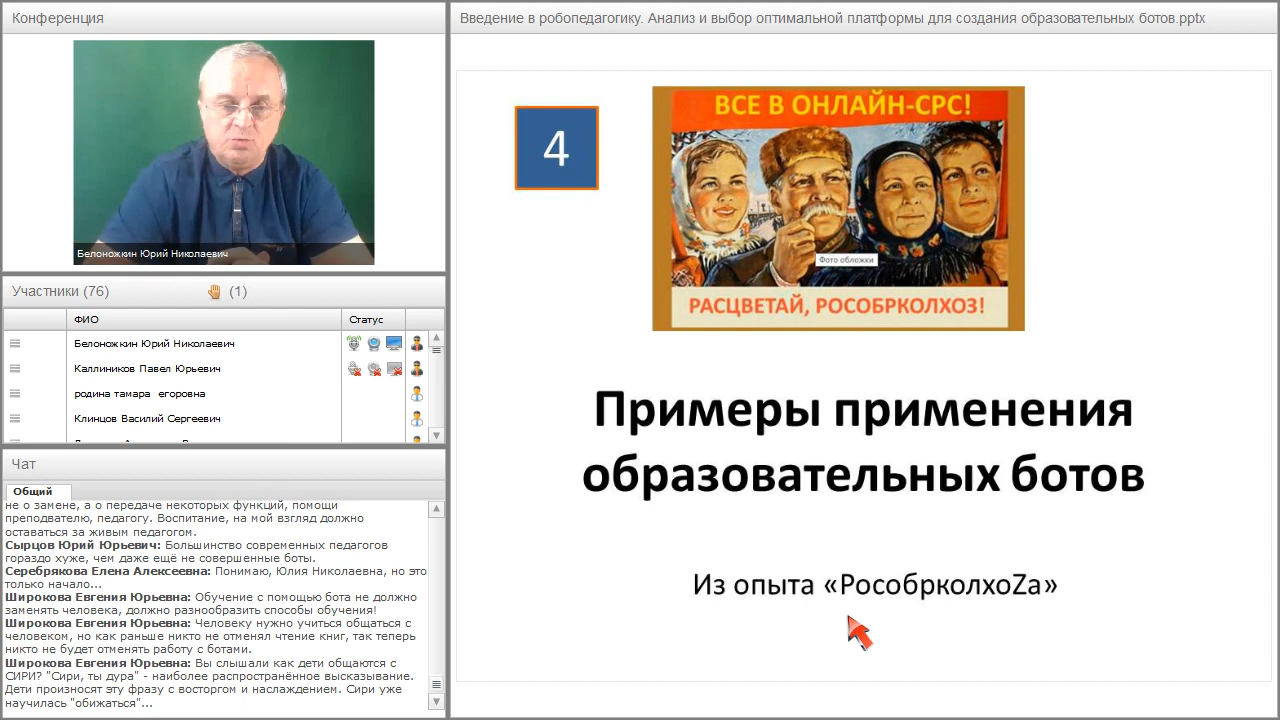 Конференция
Белоножкин Юрий Николаевич
Участники (76)
(1)
ФИО
Статус
Белоножкин Юрий Николаевич
Каллиников Павел Юрьевич
родина тамара егоровна
Клинцов Василий Сергеевич
Чат
Общий
не о замене, а о передаче некоторых функций, помощи
преподвателю, педагогу. Воспитание, на мой взгляд должно
оставаться за живым педагогом.
Сырцов Юрий Юрьевич: Большинство современных педагогов
гораздо хуже, чем даже ещё не совершенные боты.
Серебрякова Елена Алексеевна: Понимаю, Юлия Николаевна, но это
только начало...
Широкова Евгения Юрьевна: Обучение с помощью бота не должно
заменять человека, должно разнообразить способы обучения!
Широкова Евгения Юрьевна: Человеку нужно учиться общаться с
человеком, но как раньше никто не отменял чтение книг, так теперь
никто не будет отменять работу с ботами.
Широкова Евгения Юрьевна: Вы слышали как дети общаются с
СИРИ? "Сири, ты дура" - наиболее распространённое высказывание.
Дети произносят эту фразу с восторгом и наслаждением. Сири уже
научилась "обижаться"...
Введение в робопедагогику. Анализ и выбор оптимальной платформы для создания образовательных ботов.pptx
4
ВСЕ В ОНЛАЙН-СРС!
Фото обложки
РАСЦВЕТАЙ, РОСОБРКОЛХОЗ!
Примеры применения
образовательных ботов
Из опыта «РособрколхоZа»